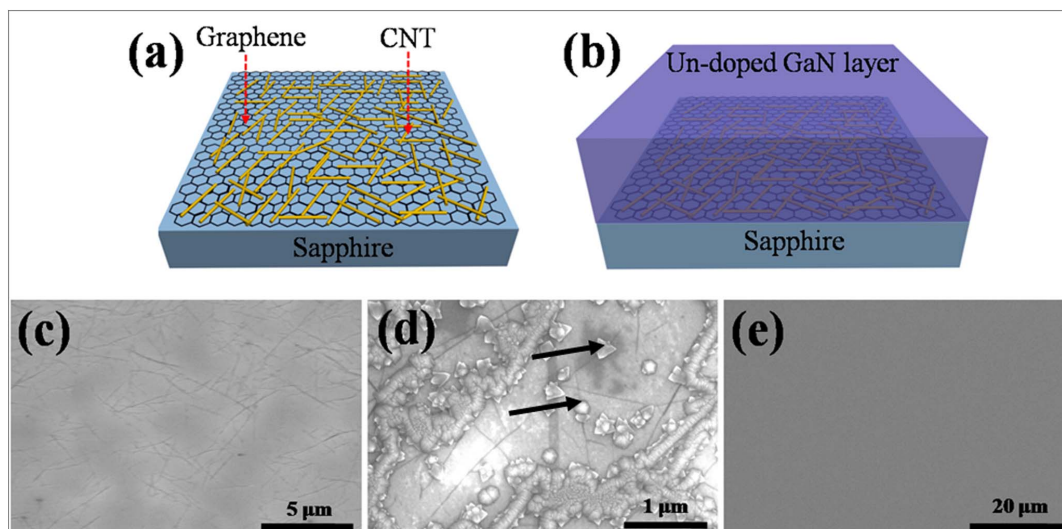 (a)
Graphene
CNT
Sapphire
(b)
Un-doped GaN layer
Sapphire
(c)
5 μm
(d)
1 μm
(e)
20 μm